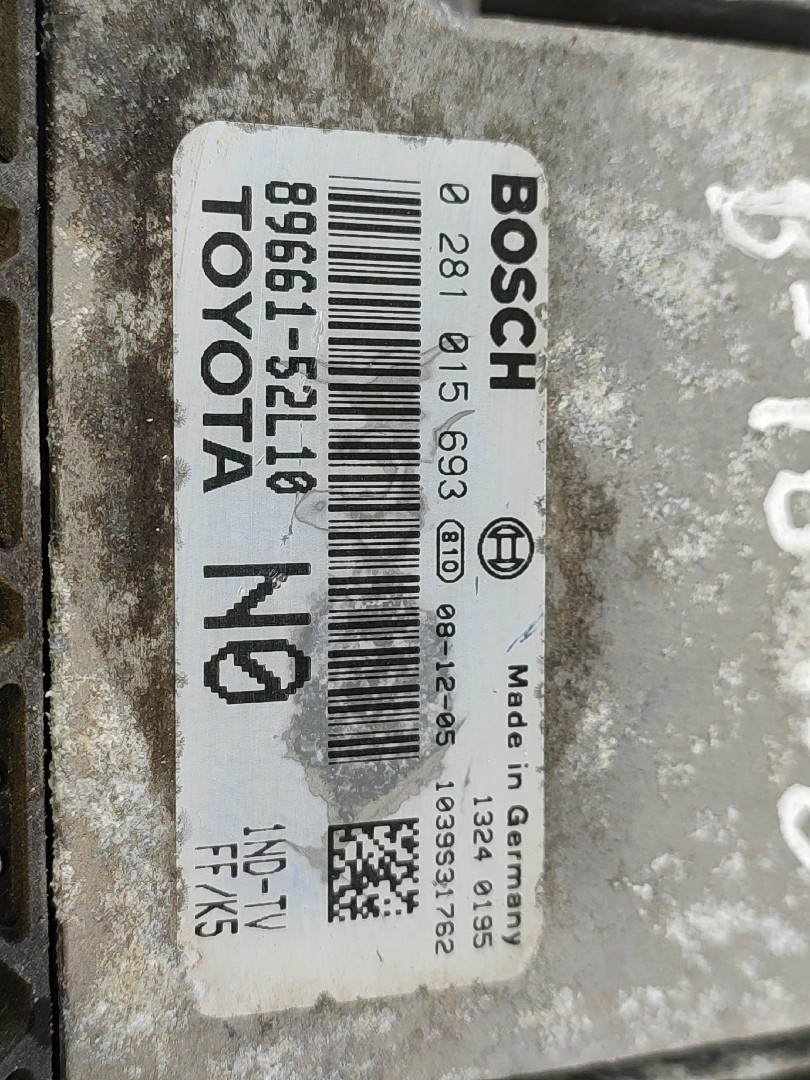 BOSCH
Made in Germany
1324 0195
0 281 015 693 810 08-12-05 1039S31762
89661-52L10
1ND-TV
TOYOTA N0
FF/K5